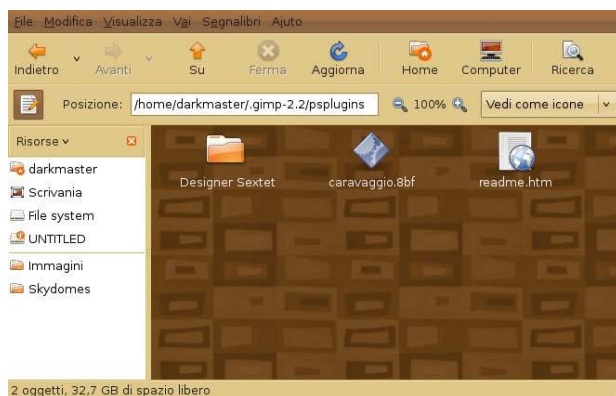 File Modifica Visualizza Vai Segnalibri Aiuto
Indietro Avanti Su Ferma Aggiorna Home Computer Ricerca
Posizione: /home/darkmaster/.gimp-2.2/psplugins 100% Vedi come icone
Risorse
darkmaster
Scrivania
File system
UNTITLED
Immagini
Skydomes
Designer Sextet caravaggio.8bf readme.htm
2 oggetti, 32,7 GB di spazio libero